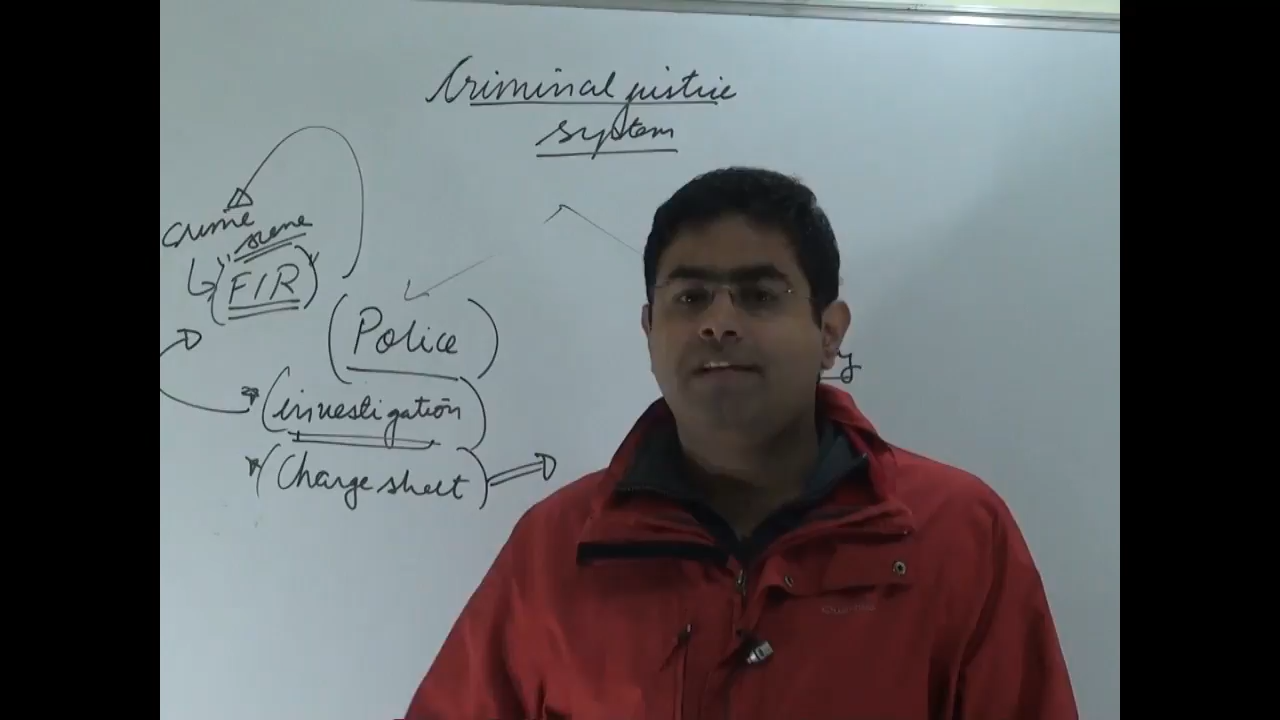 Criminal justice
system
crime
scene
"(FIR)"
(Police)
y
* (investigation)
* (Charge sheet)